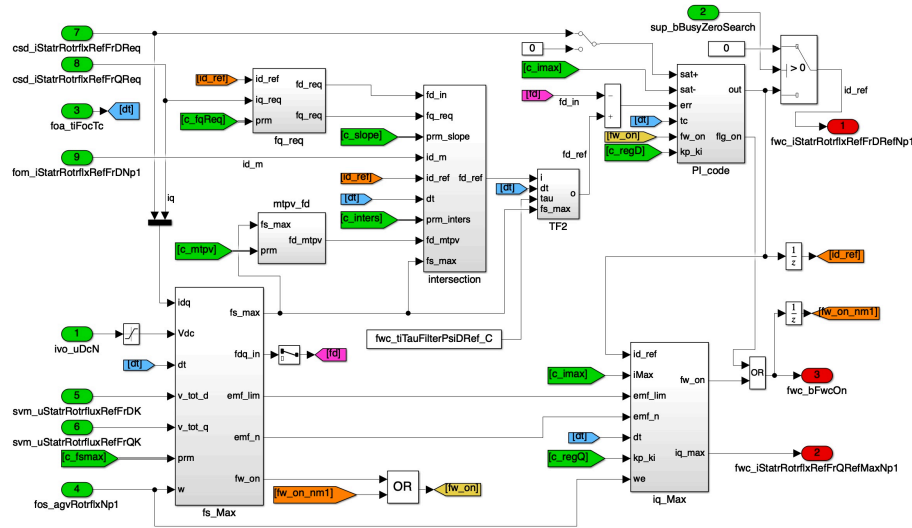 7
csd_iStatrRotrflxRefFrDReq
8
csd_iStatrRotrflxRefFrQReq
3
foa_tiFocTc
[dt]
9
fom_iStatrRotrflxRefFrDNp1
id_m
iq
[id_ref]
[c_fqReq]
id_ref
iq_req
prm
fd_req
fq_req
fq_req
[c_slope]
[id_ref]
[dt]
[c_inters]
fd_in
fq_req
prm_slope
id_m
id_ref
dt
prm_inters
fd_mtpv
fs_max
fd_ref
intersection
mtpv_fd
fs_max
prm
fd_mtpv
[c_mtpv]
0
[c_imax]
[fd]
fd_in
-
+
[dt]
[fw_on]
[c_regD]
sat+
sat-
err
tc
fw_on
kp_ki
out
flg_on
PI_code
fd_ref
[dt]
i
dt
tau
fs_max
o
TF2
2
sup_bBusyZeroSearch
0
> 0
id_ref
1
fwc_iStatrRotrflxRefFrDRefNp1
1
z
[id_ref]
1
z
[fw_on_nm1]
1
ivo_uDcN
[dt]
5
svm_uStatRotrfluxRefFrDK
6
svm_uStatRotrfluxRefFrQK
[c_fsmax]
4
fos_agvRotrflxNp1
idq
Vdc
dt
v_tot_d
v_tot_q
prm
w
fs_max
fdq_in
emf_lim
emf_n
fw_on
fs_Max
[fd]
fwc_tiTauFilterPsiDRef_C
[fw_on_nm1]
OR
[fw_on]
[c_imax]
[dt]
[c_regQ]
id_ref
iMax
emf_lim
emf_n
dt
kp_ki
we
fw_on
iq_max
iq_Max
OR
3
fwc_bFwcOn
2
fwc_iStatrRotrflxRefFrQRefMaxNp1